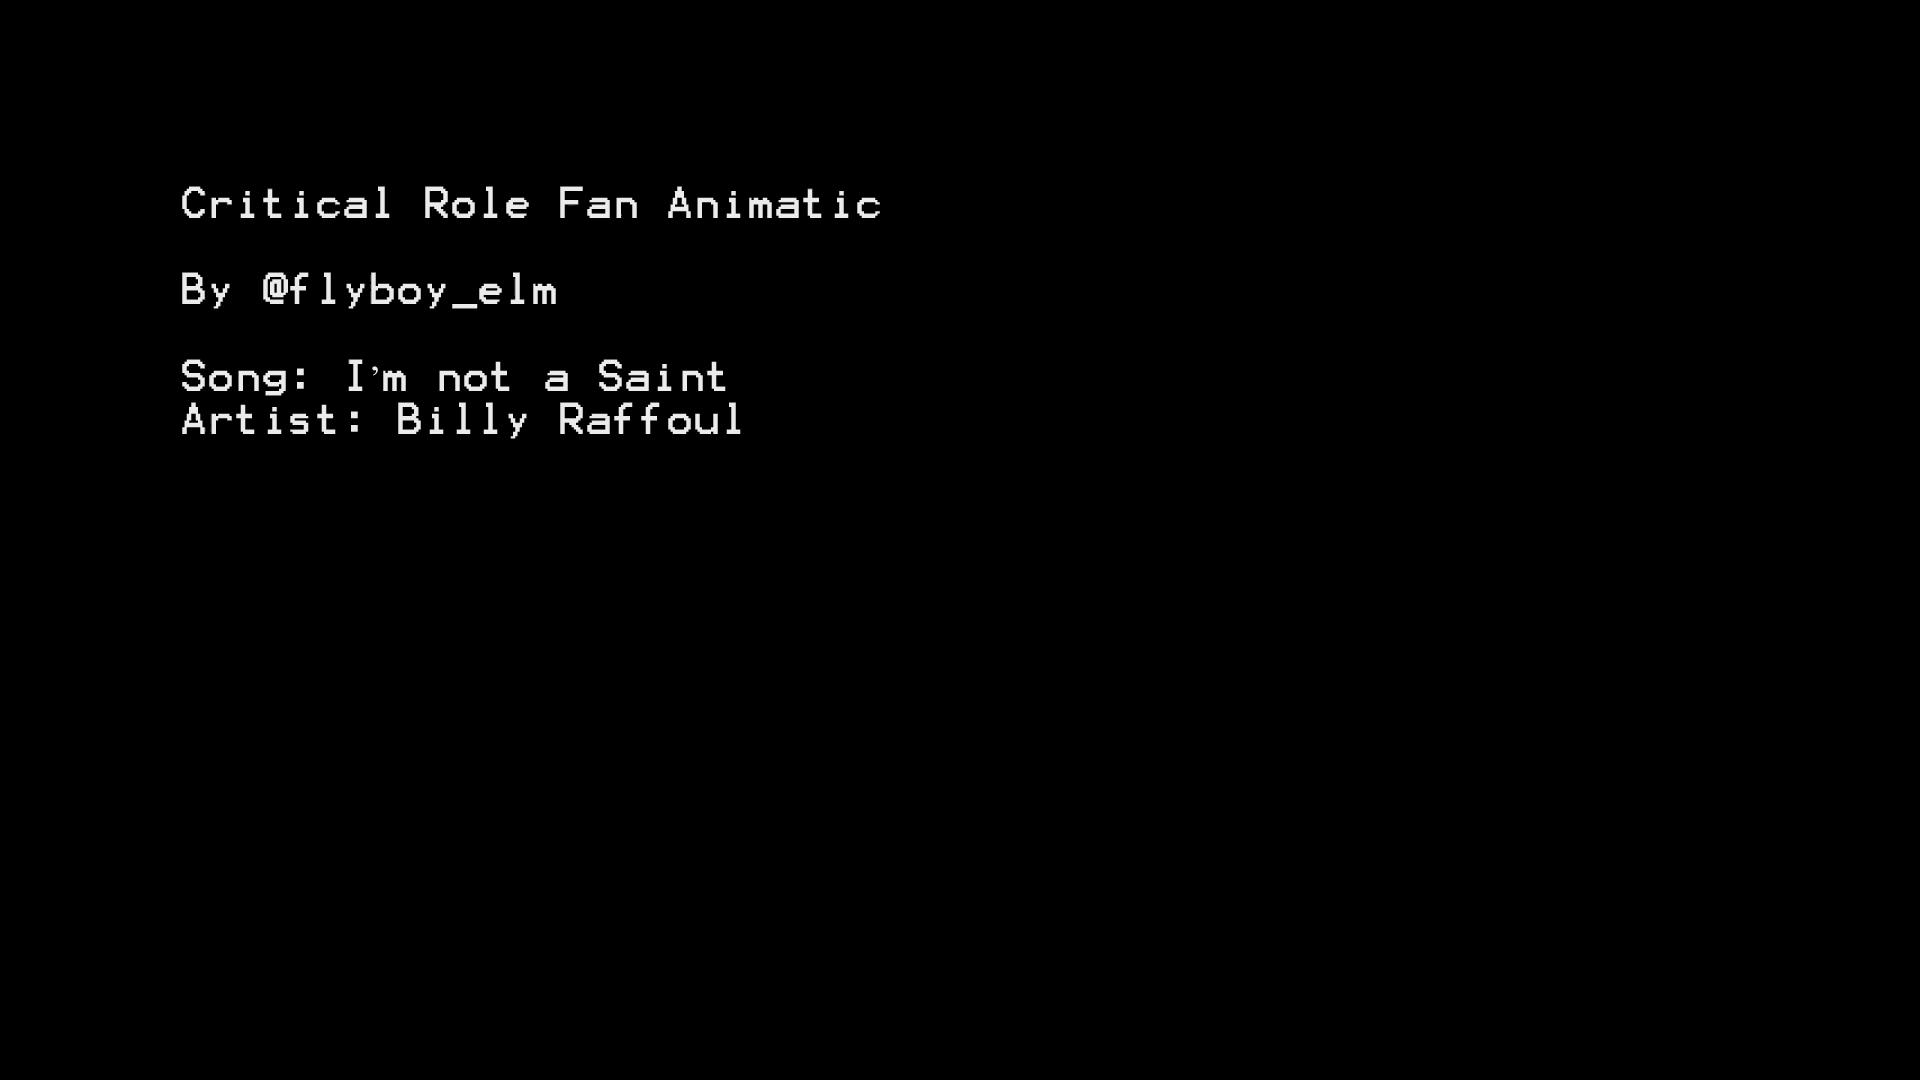 Critical Role Fan Animatic
By @flyboy_elm
Song: I'm not a Saint
Artist: Billy Raffoul